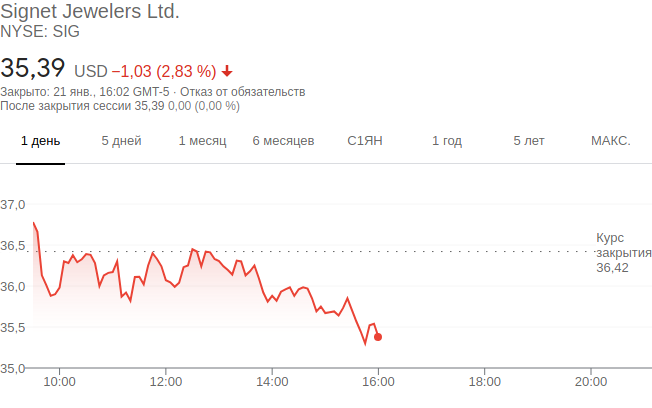 Signet Jewelers Ltd.
NYSE: SIG
35,39 USD −1,03 (2,83 %)
Закрыто: 21 янв., 16:02 GMT-5 · Отказ от обязательств
После закрытия сессии 35,39 0,00 (0,00 %)
1 день 5 дней 1 месяц 6 месяцев С1ЯН 1 год 5 лет МАКС.
37,0
36,5
Курс
закрытия
36,42
36,0
35,5
35,0
10:00 12:00 14:00 16:00 18:00 20:00